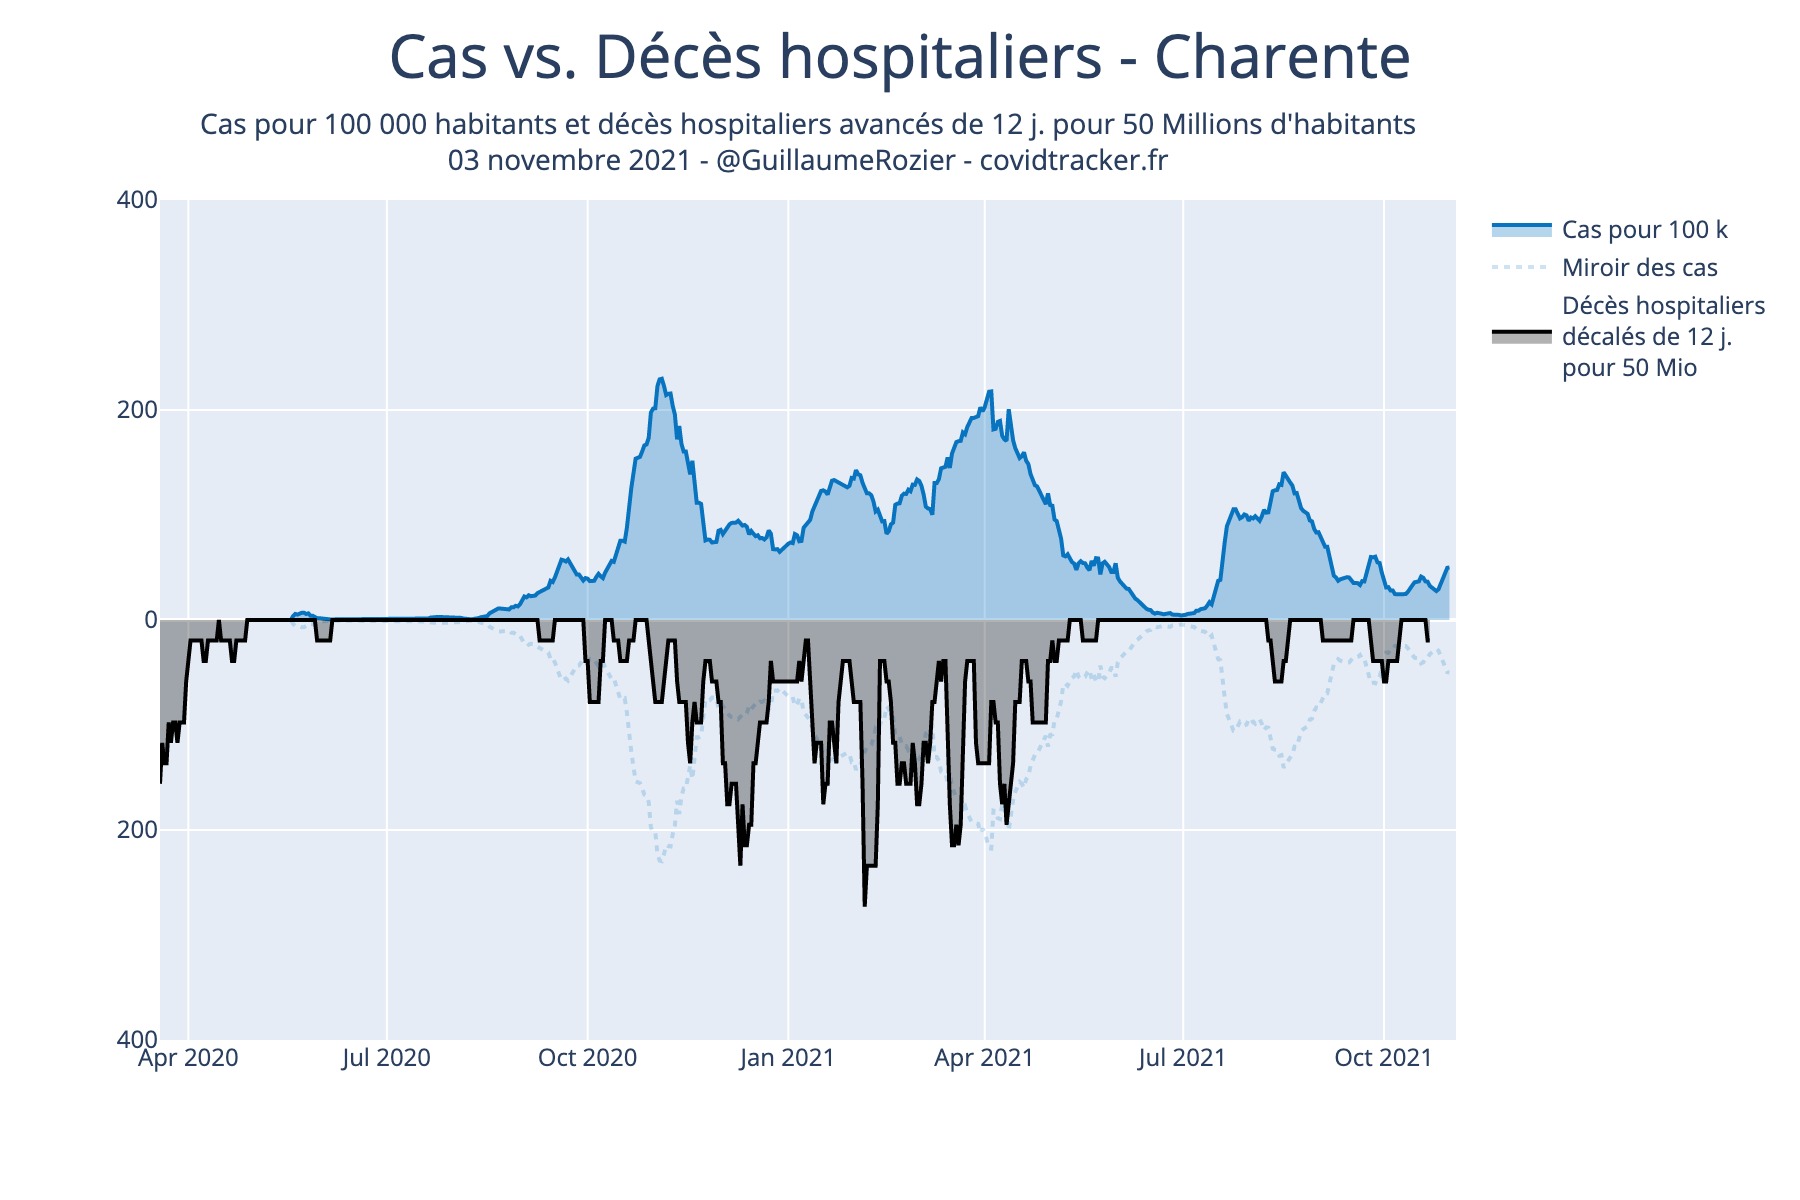 Cas vs. Décès hospitaliers - Charente
Cas pour 100 000 habitants et décès hospitaliers avancés de 12 j. pour 50 Millions d'habitants
03 novembre 2021 - @GuillaumeRozier - covidtracker.fr
400
200
0
200
400
Apr 2020
Jul 2020
Oct 2020
Jan 2021
Apr 2021
Jul 2021
Oct 2021
Cas pour 100 k
Miroir des cas
Décès hospitaliers
décalés de 12 j.
pour 50 Mio